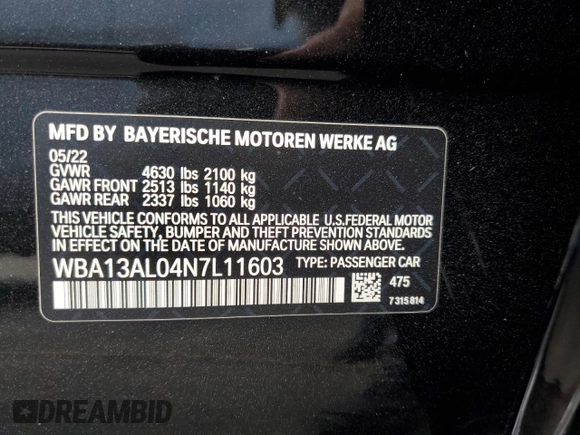 MFD BY BAYERISCHE MOTOREN WERKE AG
05/22
GVWR 4630 lbs 2100 kg
GAWR FRONT 2513 lbs 1140 kg
GAWR REAR 2337 lbs 1060 kg
THIS VEHICLE CONFORMS TO ALL APPLICABLE U.S.FEDERAL MOTOR
VEHICLE SAFETY, BUMPER AND THEFT PREVENTION STANDARDS
IN EFFECT ON THE DATE OF MANUFACTURE SHOWN ABOVE.
WBA13AL04N7L11603 TYPE: PASSENGER CAR
475
7315814
DREAMBID